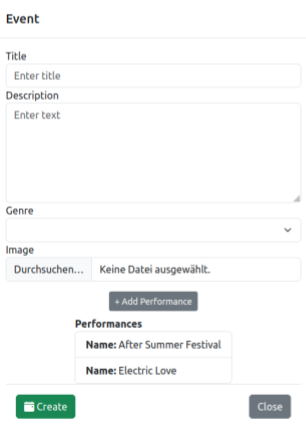 Event
Title
Enter title
Description
Enter text
Genre
Image
Durchsuchen... Keine Datei ausgewählt.
+ Add Performance
Performances
Name: After Summer Festival
Name: Electric Love
Create Close